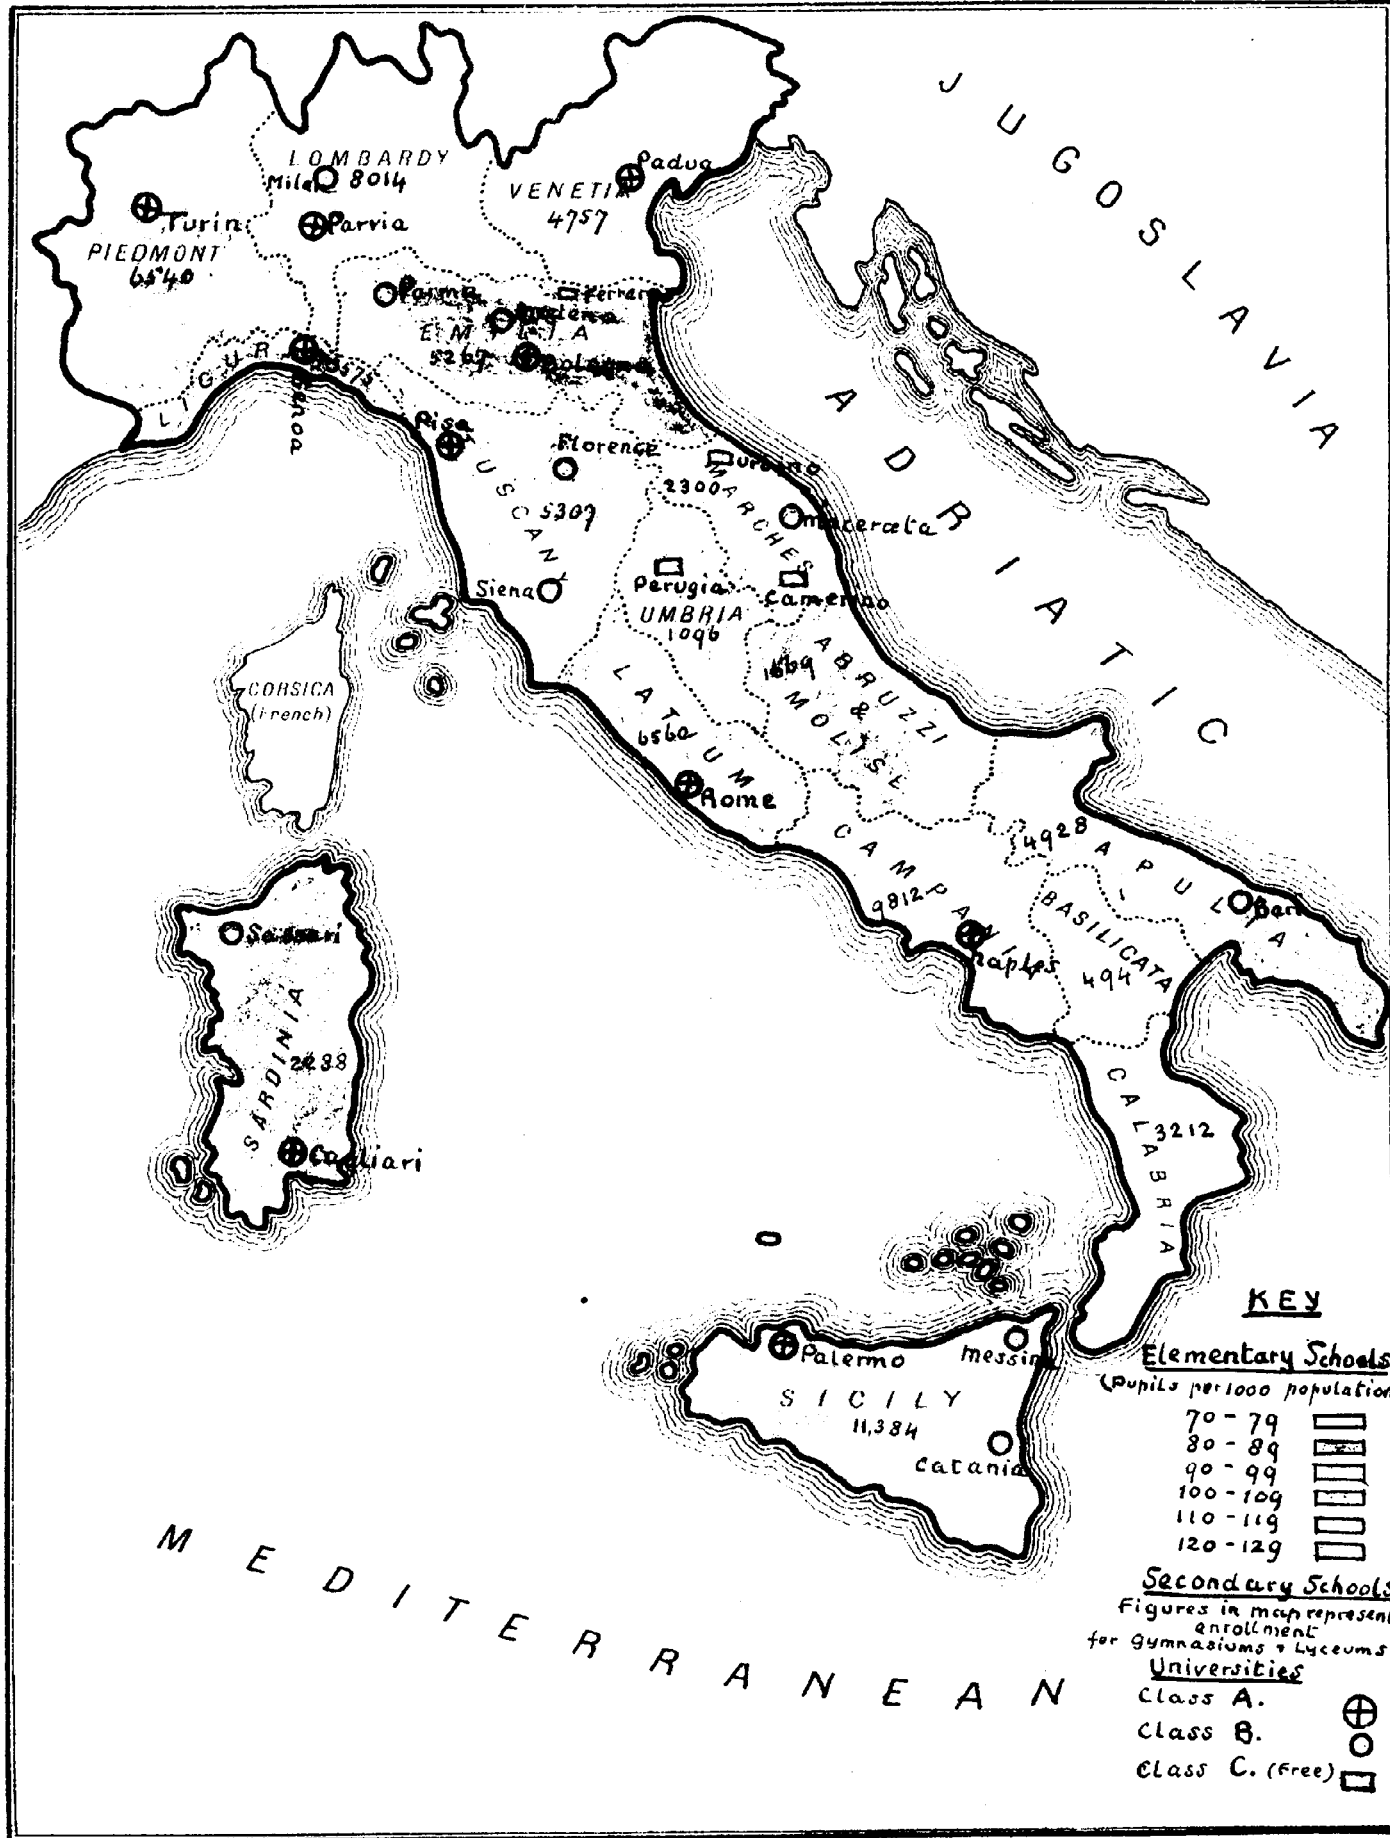 JUGOSLAVIA
LOMBARDY
Milan 8014
Padua
VENETIA
4757
Turin
Parvia
PIEDMONT
6540
Parma
Ferrara
EMILIA
5267
Bologna
LIGUR
Genoa
Pisa
TUSCANY
Florence
5307
Urbino
2300
MARCHES
Macerata
Siena
Perugia
Camerino
UMBRIA
1096
ADRIATIC
CORSICA
(French)
LATIUM
6560
Rome
1669
ABRUZZI
&
MOLISE
CAMPANIA
9812
Naples
4928
APULIA
Bari
BASILICATA
494
Sassari
SARDINIA
Cagliari
CALABRIA
3212
Palermo
Messina
SICILY
11,384
Catania
MEDITERRANEAN
KEY
Elementary Schools
(Pupils per 1000 population
70 - 79
80 - 89
90 - 99
100 - 109
110 - 119
120 - 129
Secondary Schools
Figures in map represent
enrollment
for Gymnasiums & Lyceums
Universities
Class A.
Class B.
Class C. (Free)